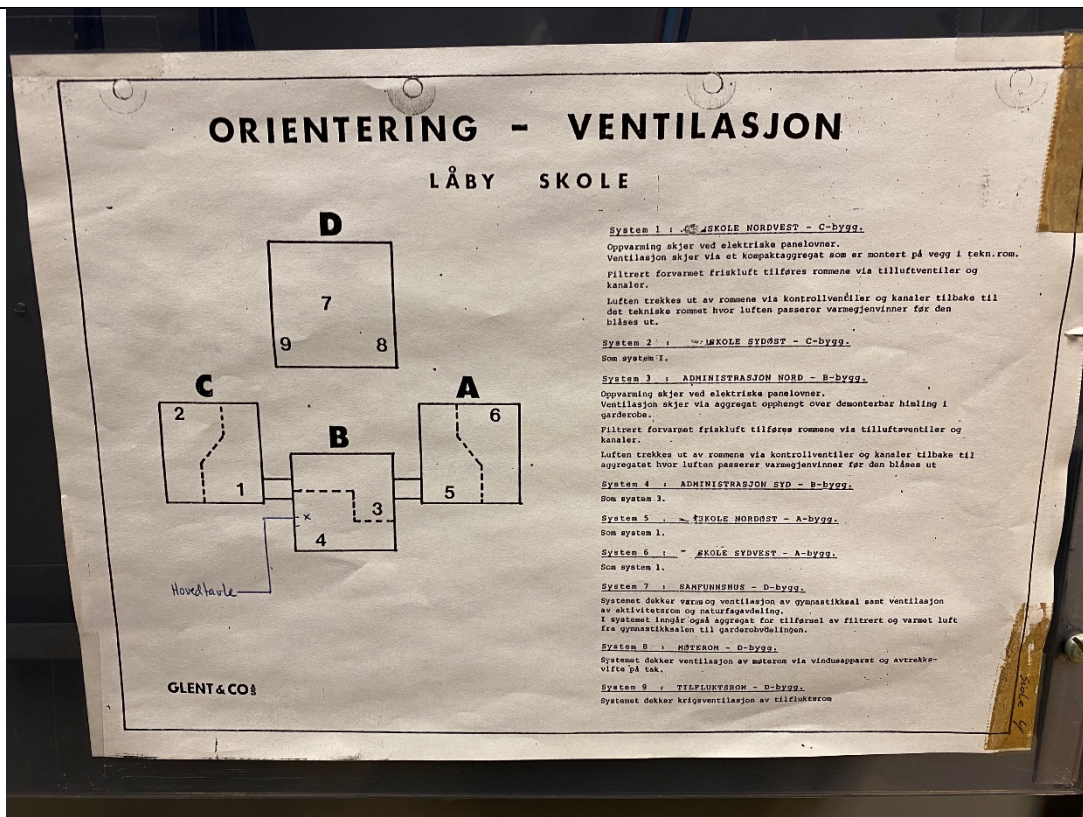 ORIENTERING - VENTILASJON
LÅBY SKOLE
D
7
9 8
C
2
1
B
3
x
4
A
6
5
Hovedtavle
GLENT & CO
System 1 : SKOLE NORDVEST - C-bygg.
Oppvarming skjer ved elektriske panelovner.
Ventilasjon skjer via et kompaktaggregat som er montert på vegg i tekn.rom.
Filtrert forvarmet friskluft tilføres rommene via tilluftventiler og
kanaler.
Luften trekkes ut av rommene via kontrollventiler og kanaler tilbake til
det tekniske rommet hvor luften passerer varmegjenvinner før den
blåses ut.
System 2 : SKOLE SYDØST - C-bygg.
Som system 1.
System 3 : ADMINISTRASJON NORD - B-bygg.
Oppvarming skjer ved elektriske panelovner.
Ventilasjon skjer via aggregat opphengt over demonterbar himling i
garderobe.
Filtrert forvarmet friskluft tilføres rommene via tilluftsventiler og
kanaler.
Luften trekkes ut av rommene via kontrollventiler og kanaler tilbake til
aggregatet hvor luften passerer varmegjenvinner før den blåses ut
System 4 : ADMINISTRASJON SYD - B-bygg.
Som system 3.
System 5 : SKOLE NORDØST - A-bygg.
Som system 1.
System 6 : SKOLE SYDVEST - A-bygg.
Som system 1.
System 7 : SAMFUNNSHUS - D-bygg.
Systemet dekker varme og ventilasjon av gymnastikksal samt ventilasjon
av aktivitetsrom og naturfagavdeling.
I systemet inngår også aggregat for tilførsel av filtrert og varmet luft
fra gymnastikksalen til garderobedelingen.
System 8 : MØTEROM - D-bygg.
Systemet dekker ventilasjon av møterom via vindusapparat og avtrekks-
vifte på tak.
System 9 : TILFLUKTSROM - D-bygg.
Systemet dekker krigsventilasjon av tilfluktsrom